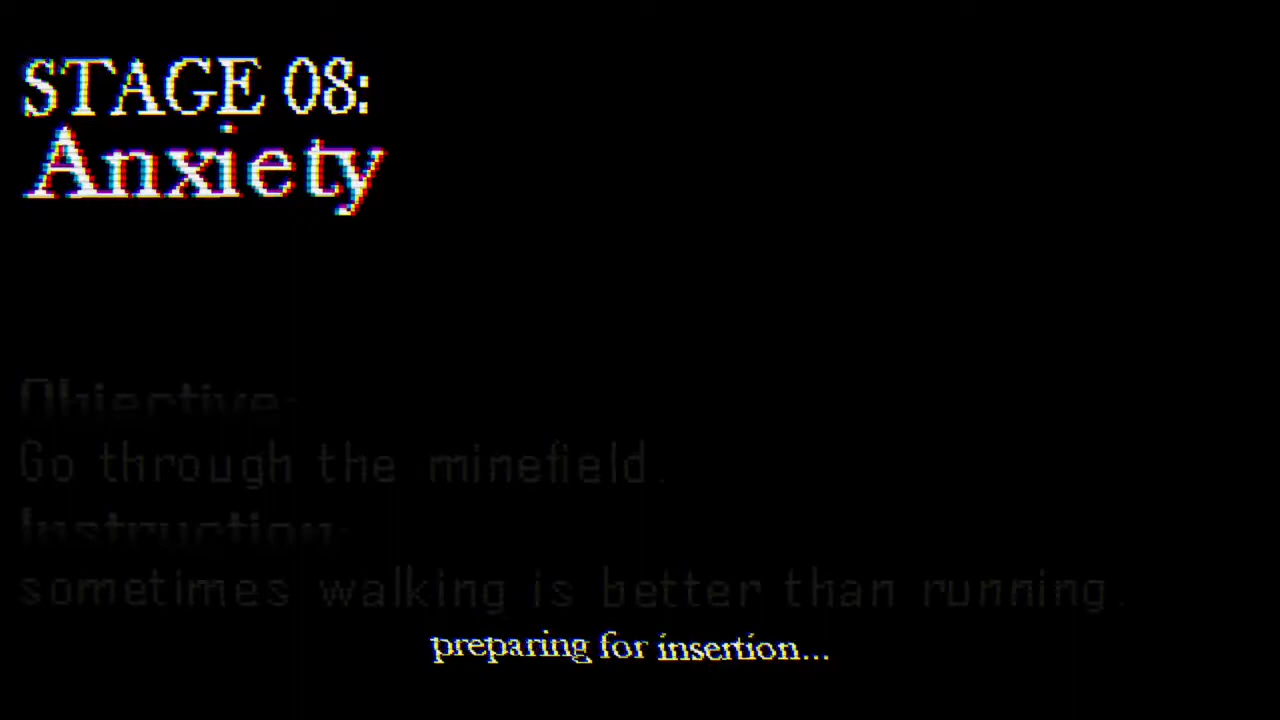 STAGE 08:
Anxiety
Objective:
Go through the minefield.
Instruction:
sometimes walking is better than running.
preparing for insertion...